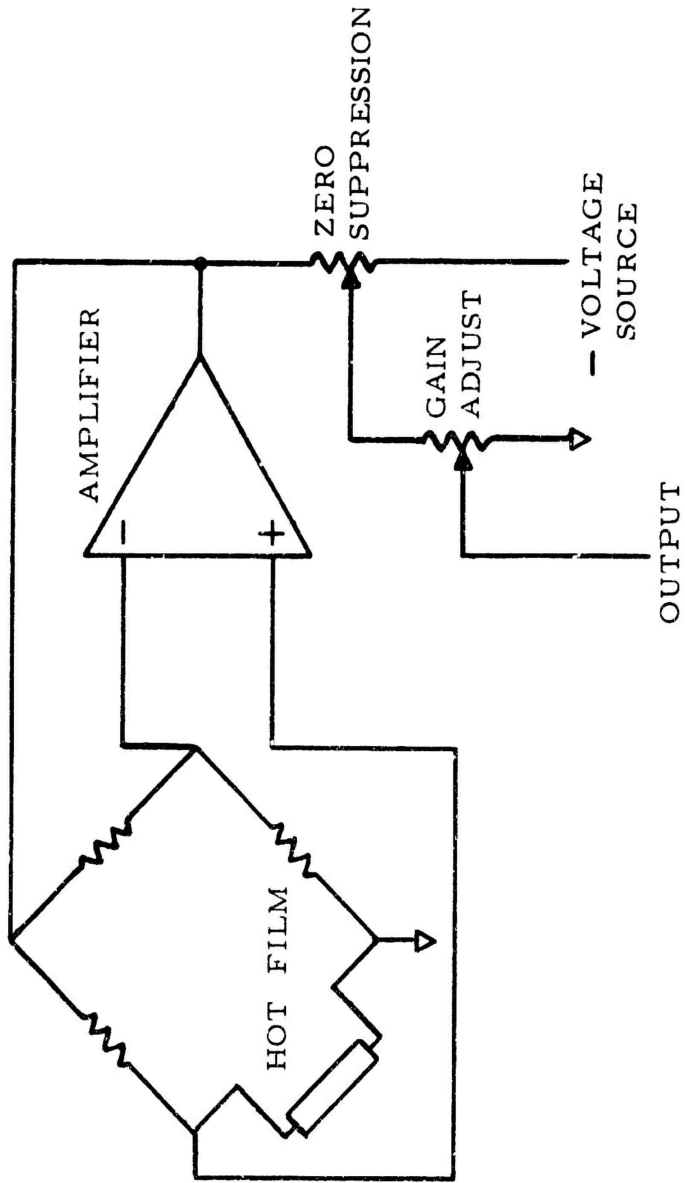 AMPLIFIER
−
+
ZERO
SUPPRESSION
HOT FILM
GAIN
ADJUST
− VOLTAGE
SOURCE
OUTPUT